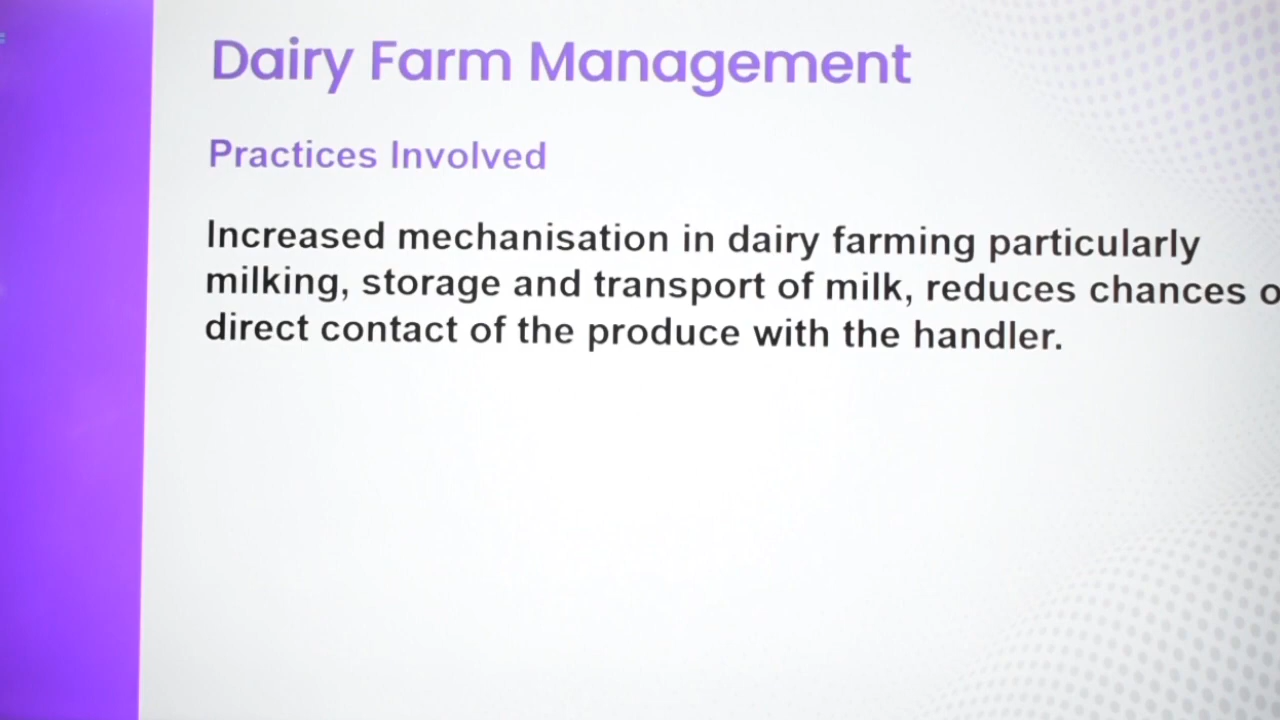 Dairy Farm Management
Practices Involved
Increased mechanisation in dairy farming particularly
milking, storage and transport of milk, reduces chances
direct contact of the produce with the handler.